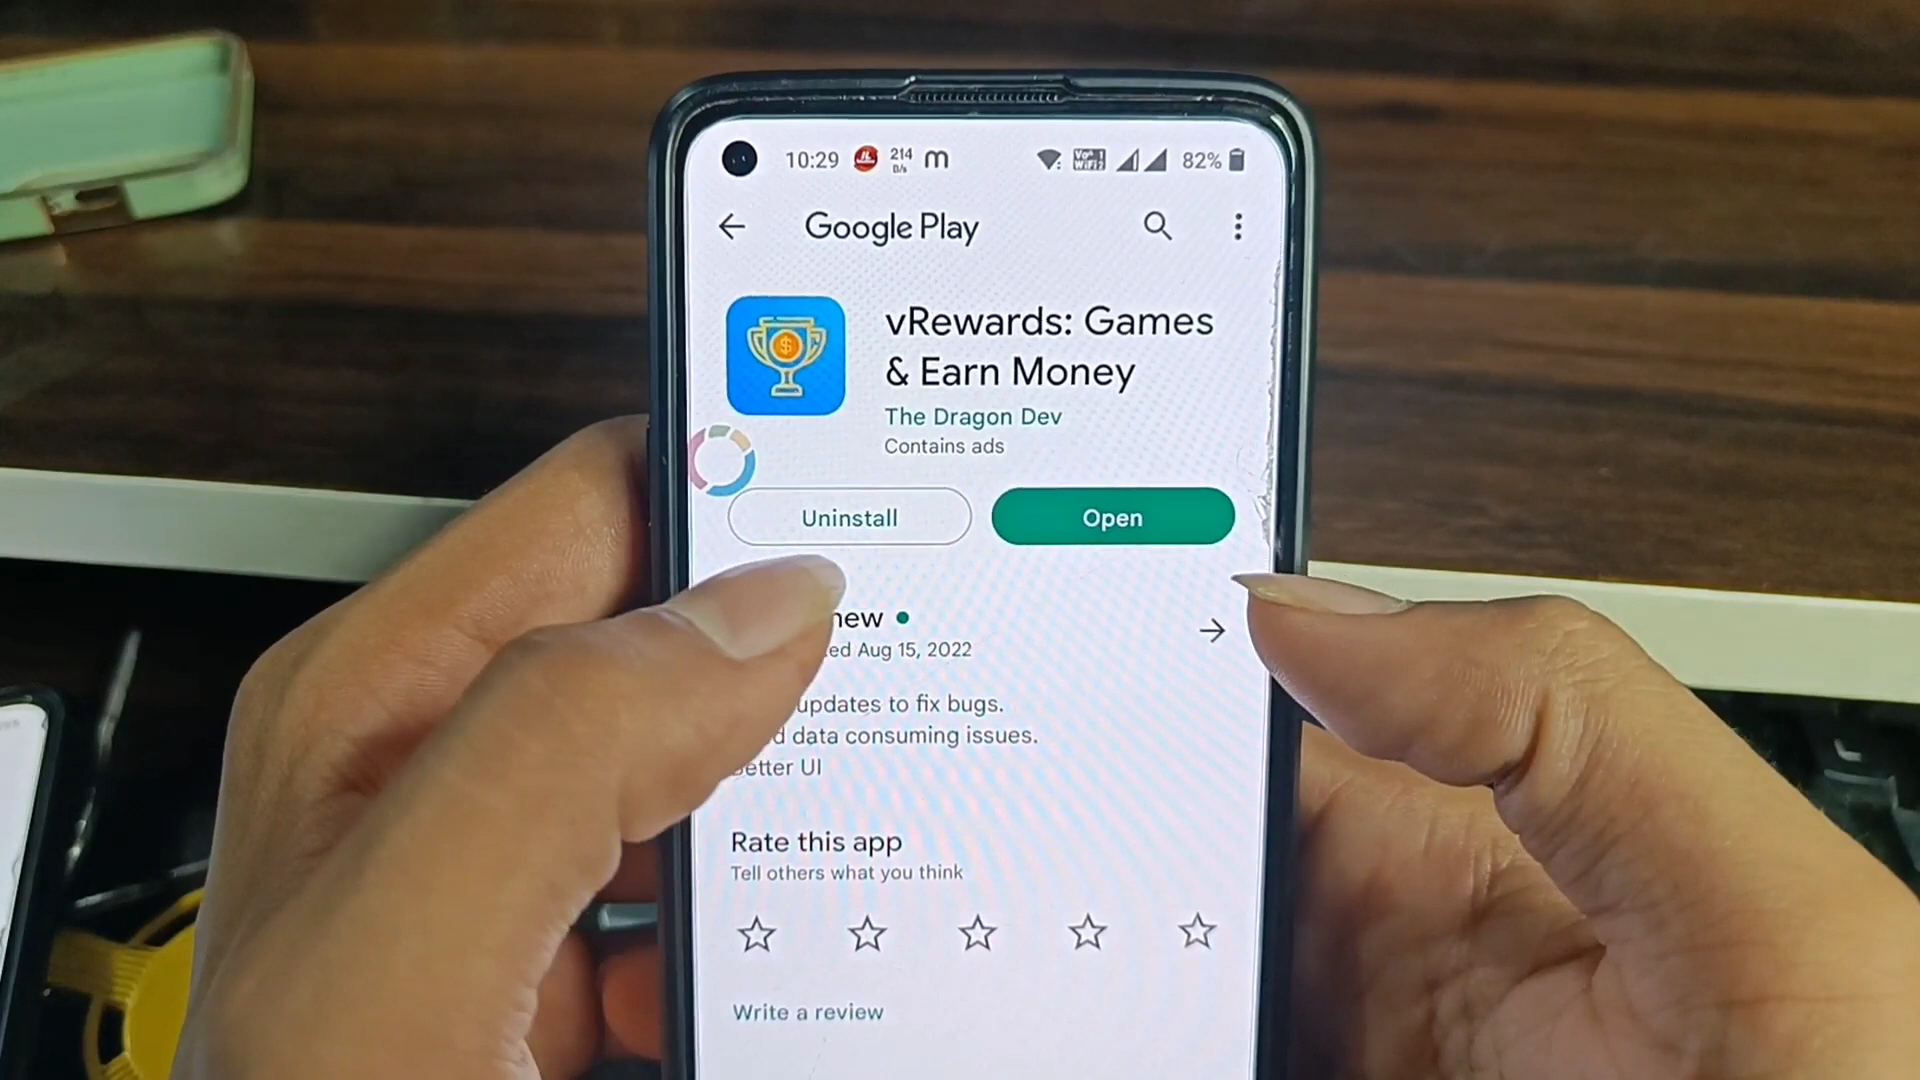 10:29 214 B/s m 82%
Google Play
vRewards: Games
& Earn Money
The Dragon Dev
Contains ads
Uninstall Open
new
Aug 15, 2022
updates to fix bugs.
data consuming issues.
Better UI
Rate this app
Tell others what you think
Write a review